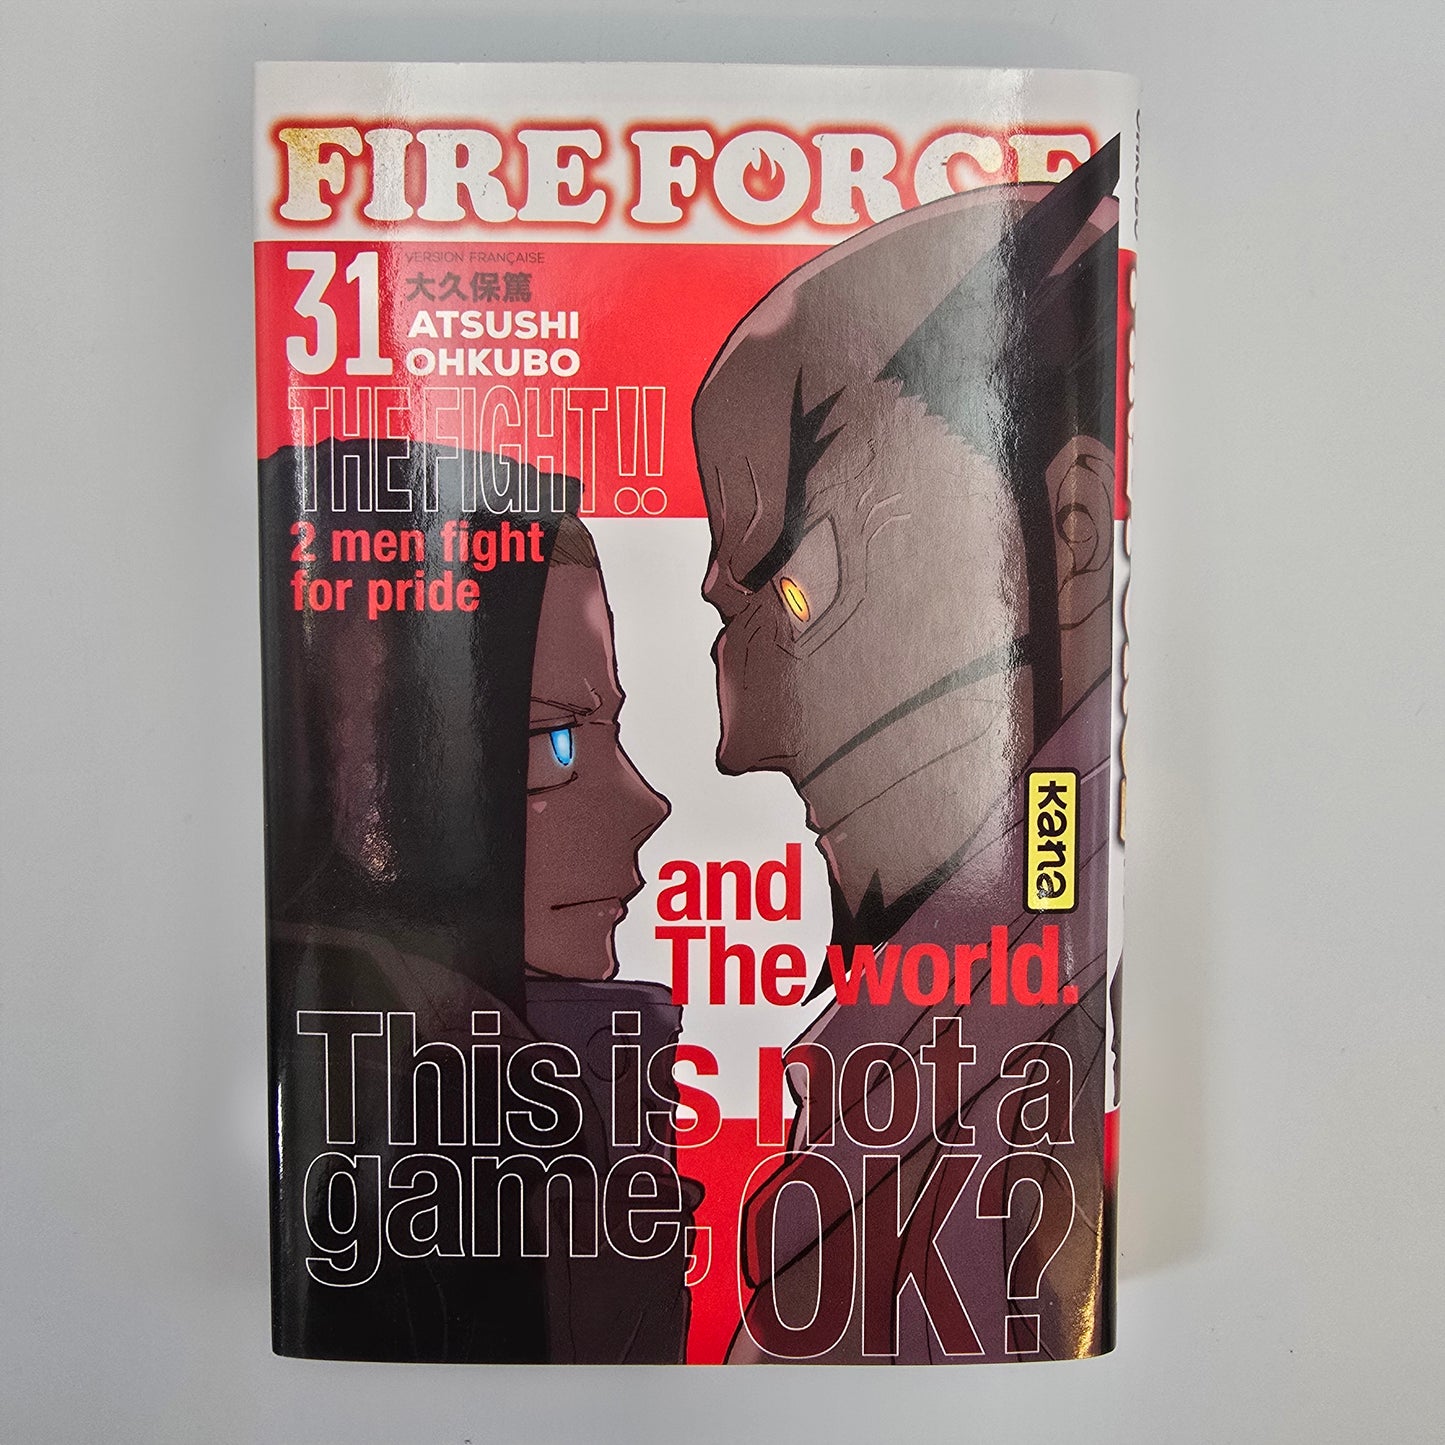 FIRE FORCE
31
VERSION FRANÇAISE
大久保篤
ATSUSHI
OHKUBO
THE FIGHT!!
2 men fight
for pride
kana
and
The world.
This is not a
game, OK?